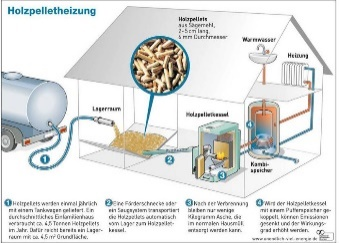 Holzpelletheizung
Holzpellets
aus Sägemehl,
2–5 cm lang,
6 mm Durchmesser
Warmwasser
Heizung
Lagerraum
Holzpelletkessel
Kombi-
speicher
1 Holzpellets werden einmal jährlich
mit einem Tankwagen geliefert. Ein
durchschnittliches Einfamilienhaus
verbraucht ca. 4,5 Tonnen Holzpellets
im Jahr. Dafür reicht bereits ein Lager-
raum mit ca. 4,5 m² Grundfläche.
2 Eine Förderschnecke oder
ein Saugsystem transportiert
die Holzpellets automatisch
vom Lager zum Holzpellet-
kessel.
3 Nach der Verbrennung
bleiben nur wenige
Kilogramm Asche, die
im normalen Hausmüll
entsorgt werden kann.
4 Wird der Holzpelletkessel
mit einem Pufferspeicher ge-
koppelt, können Emissionen
gesenkt und der Wirkungs-
grad erhöht werden.
www.unendlich-viel-energie.de